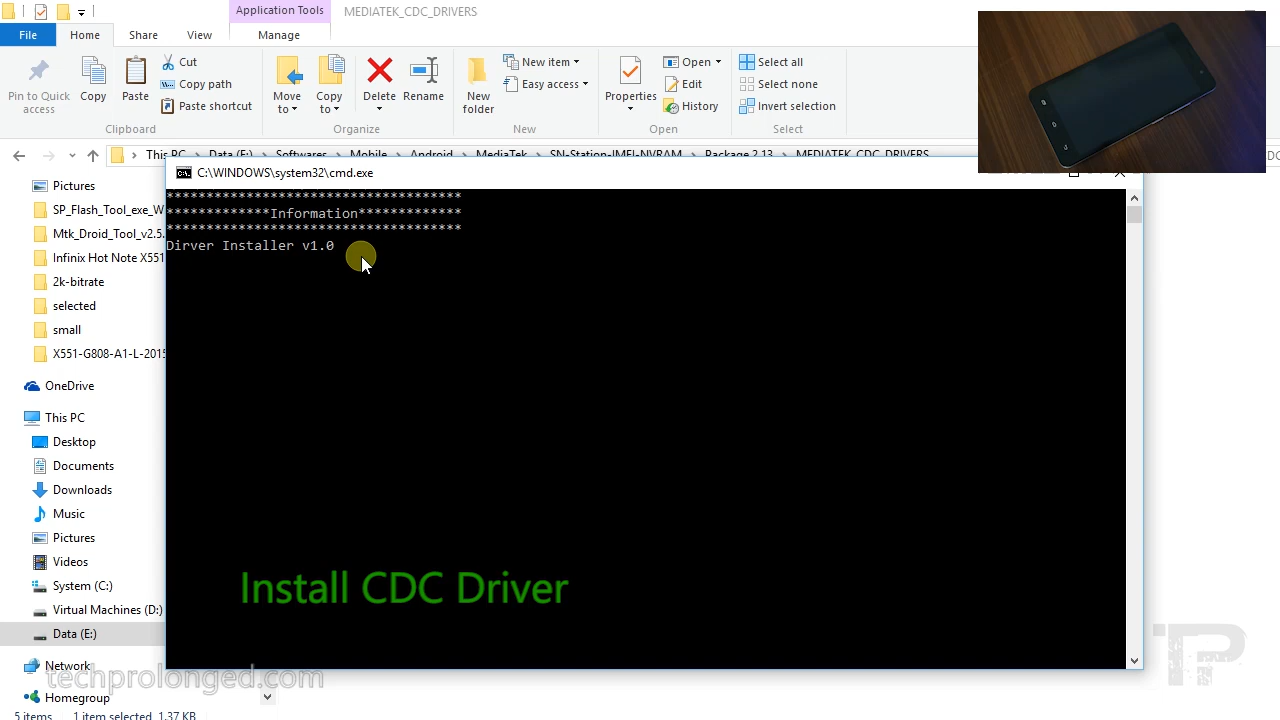 Application Tools
MEDIATEK_CDC_DRIVERS
File
Home
Share
View
Manage
Pin to Quick access
Copy
Paste
Cut
Copy path
Paste shortcut
Clipboard
Move to
Copy to
Delete
Rename
Organize
New folder
New item
Easy access
New
Properties
Open
Edit
History
Open
Select all
Select none
Invert selection
Select
This PC
Data (E:)
Softwares
Mobile
Android
MediaTek
SN-Station-IMEI-NVRAM
Package 2.13
MEDIATEK_CDC_DRIVERS
C:\WINDOWS\system32\cmd.exe
*************************************
*************Information*************
*************************************
Dirver Installer v1.0
Install CDC Driver
Pictures
SP_Flash_Tool_exe_W
Mtk_Droid_Tool_v2.5.
Infinix Hot Note X551
2k-bitrate
selected
small
X551-G808-A1-L-2015
OneDrive
This PC
Desktop
Documents
Downloads
Music
Pictures
Videos
System (C:)
Virtual Machines (D:)
Data (E:)
Network
Homegroup
techprolonged.com
5 items
1 item selected 1.37 KB
TP